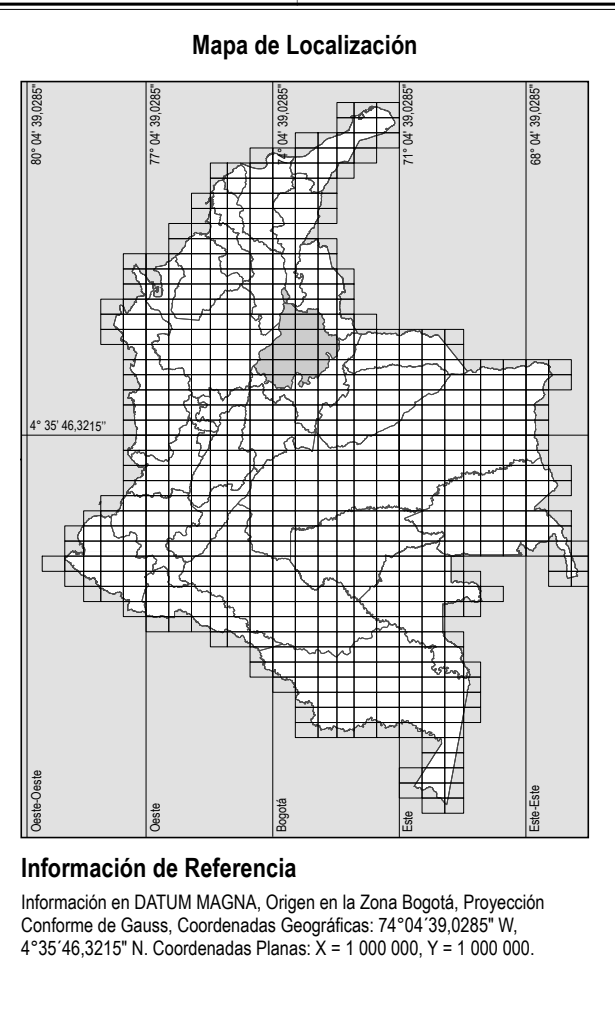 Mapa de Localización
80° 04' 39,0285"
77° 04' 39,0285"
74° 04' 39,0285"
71° 04' 39,0285"
68° 04' 39,0285"
4° 35' 46,3215"
Oeste-Oeste
Oeste
Bogotá
Este
Este-Este
Información de Referencia
Información en DATUM MAGNA, Origen en la Zona Bogotá, Proyección
Conforme de Gauss, Coordenadas Geográficas: 74°04´39,0285" W,
4°35´46,3215" N. Coordenadas Planas: X = 1 000 000, Y = 1 000 000.